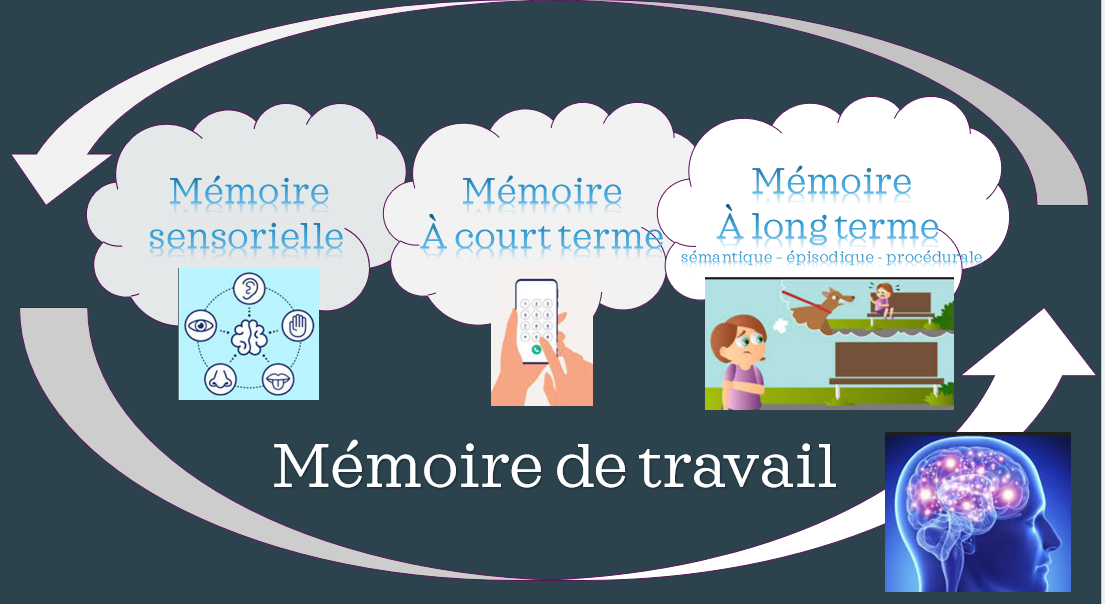 Mémoire
sensorielle
Mémoire
À court terme
Mémoire
À long terme
sémantique – épisodique - procédurale
Mémoire de travail